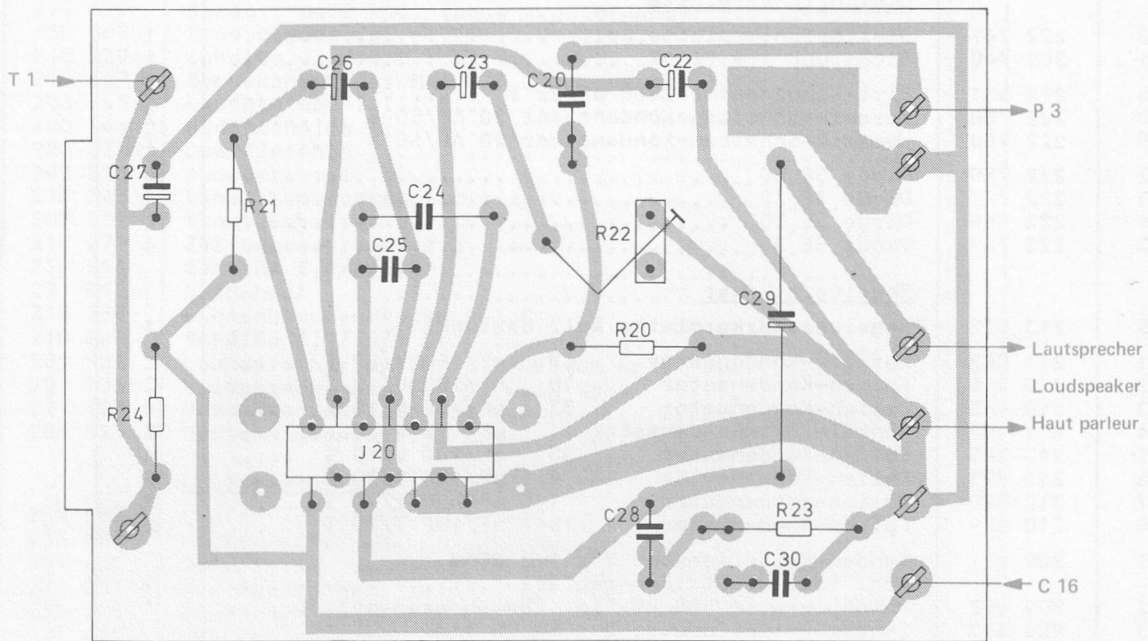 C26
C23
C20
C22
T 1
P 3
C27
R21
C24
R22
C25
C29
R20
Lautsprecher
Loudspeaker
Haut parleur
R24
J 20
C28
R23
C30
C 16